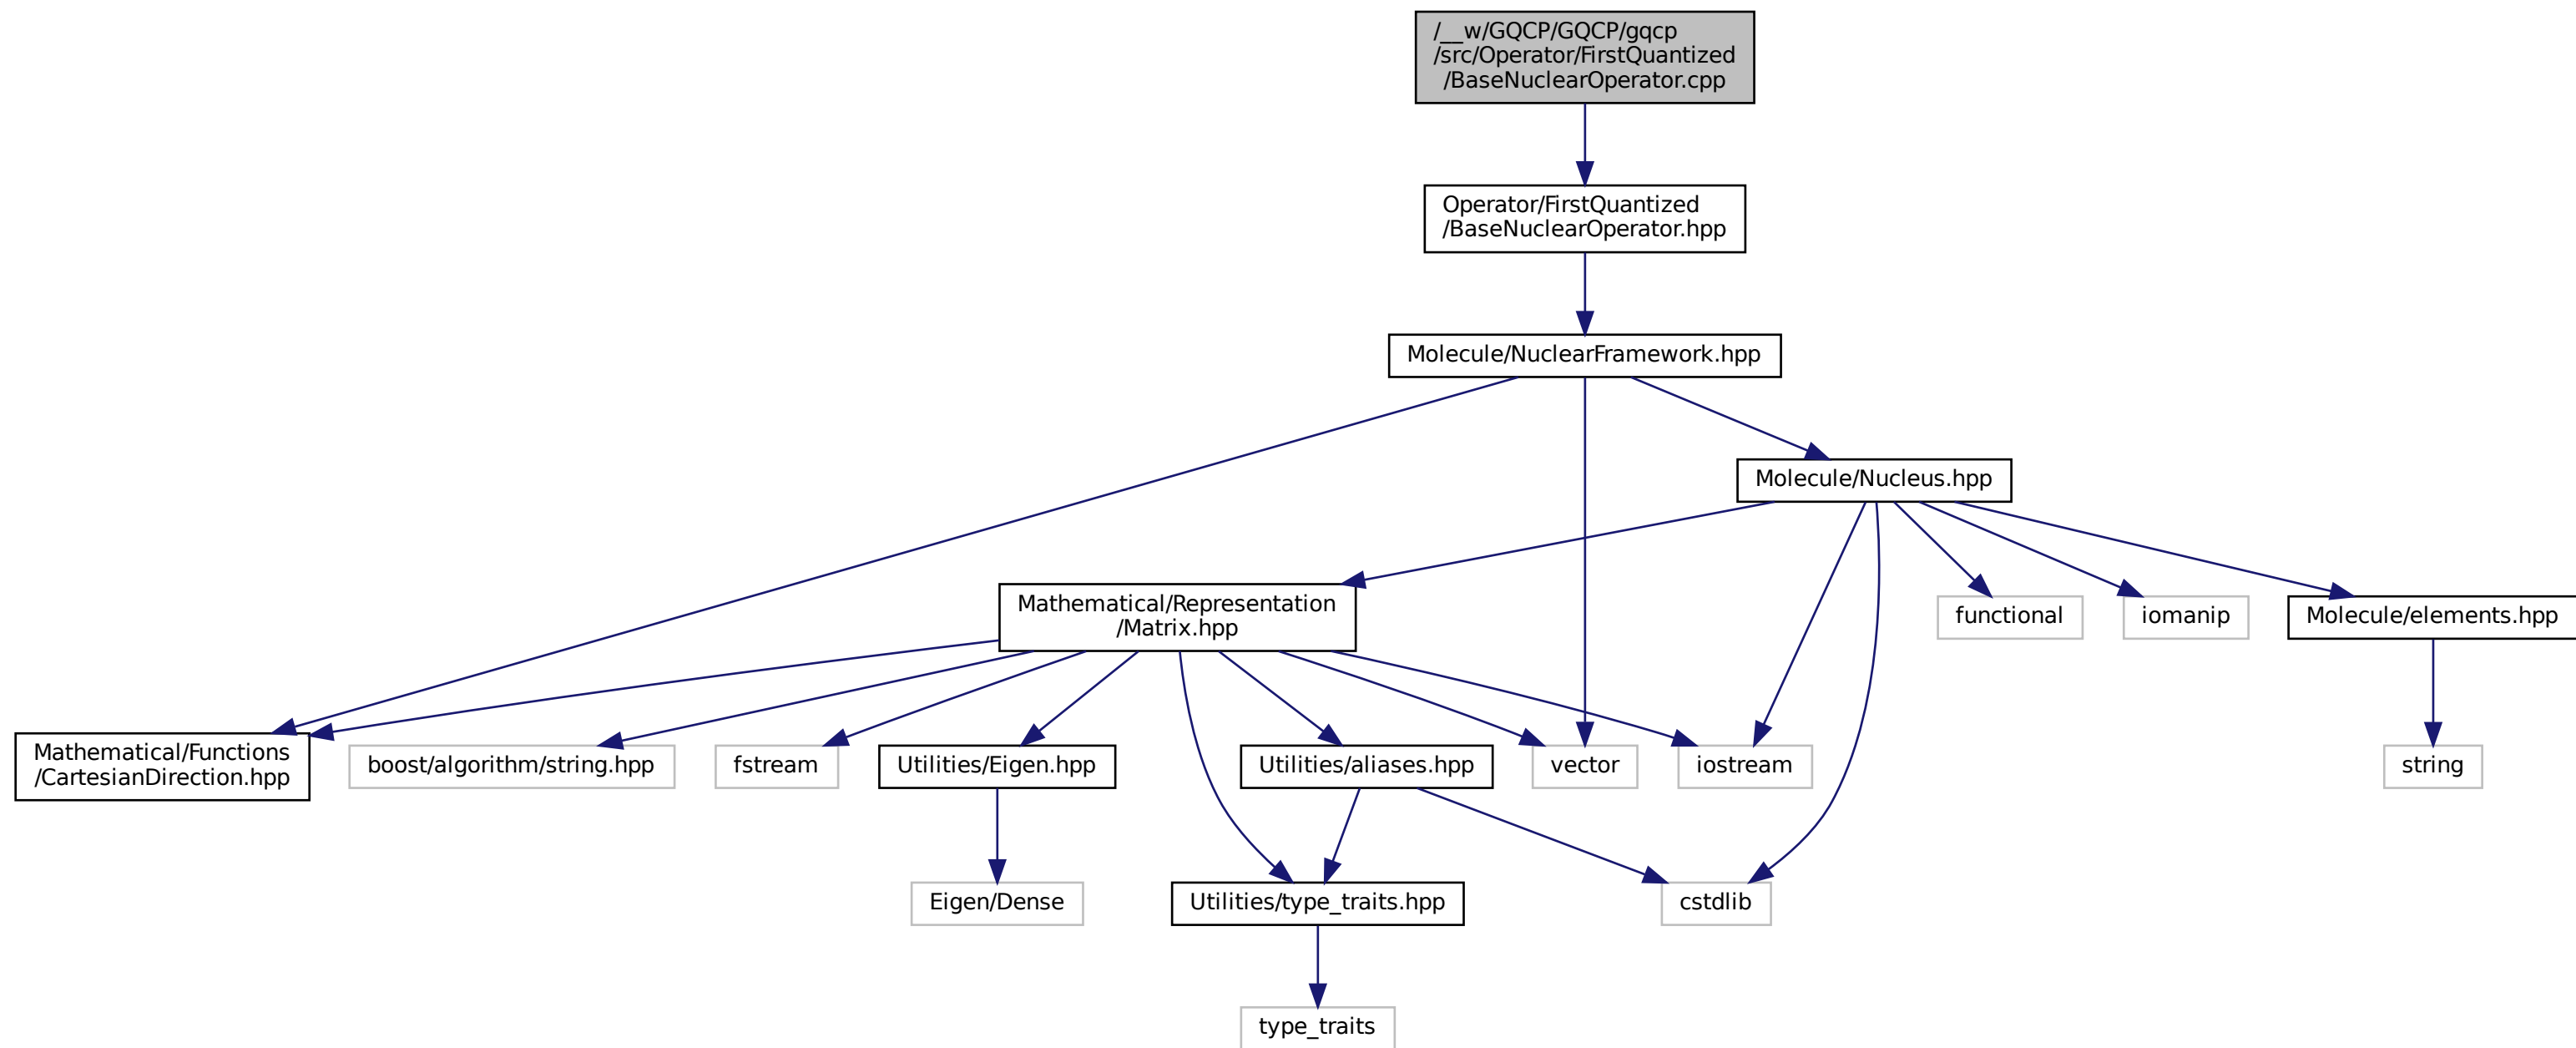 /__w/GQCP/GQCP/gqcp
/src/Operator/FirstQuantized
/BaseNuclearOperator.cpp
Operator/FirstQuantized
/BaseNuclearOperator.hpp
Molecule/NuclearFramework.hpp
Molecule/Nucleus.hpp
Mathematical/Representation
/Matrix.hpp
functional
iomanip
Molecule/elements.hpp
Mathematical/Functions
/CartesianDirection.hpp
boost/algorithm/string.hpp
fstream
Utilities/Eigen.hpp
Utilities/aliases.hpp
vector
iostream
string
Eigen/Dense
Utilities/type_traits.hpp
cstdlib
type_traits